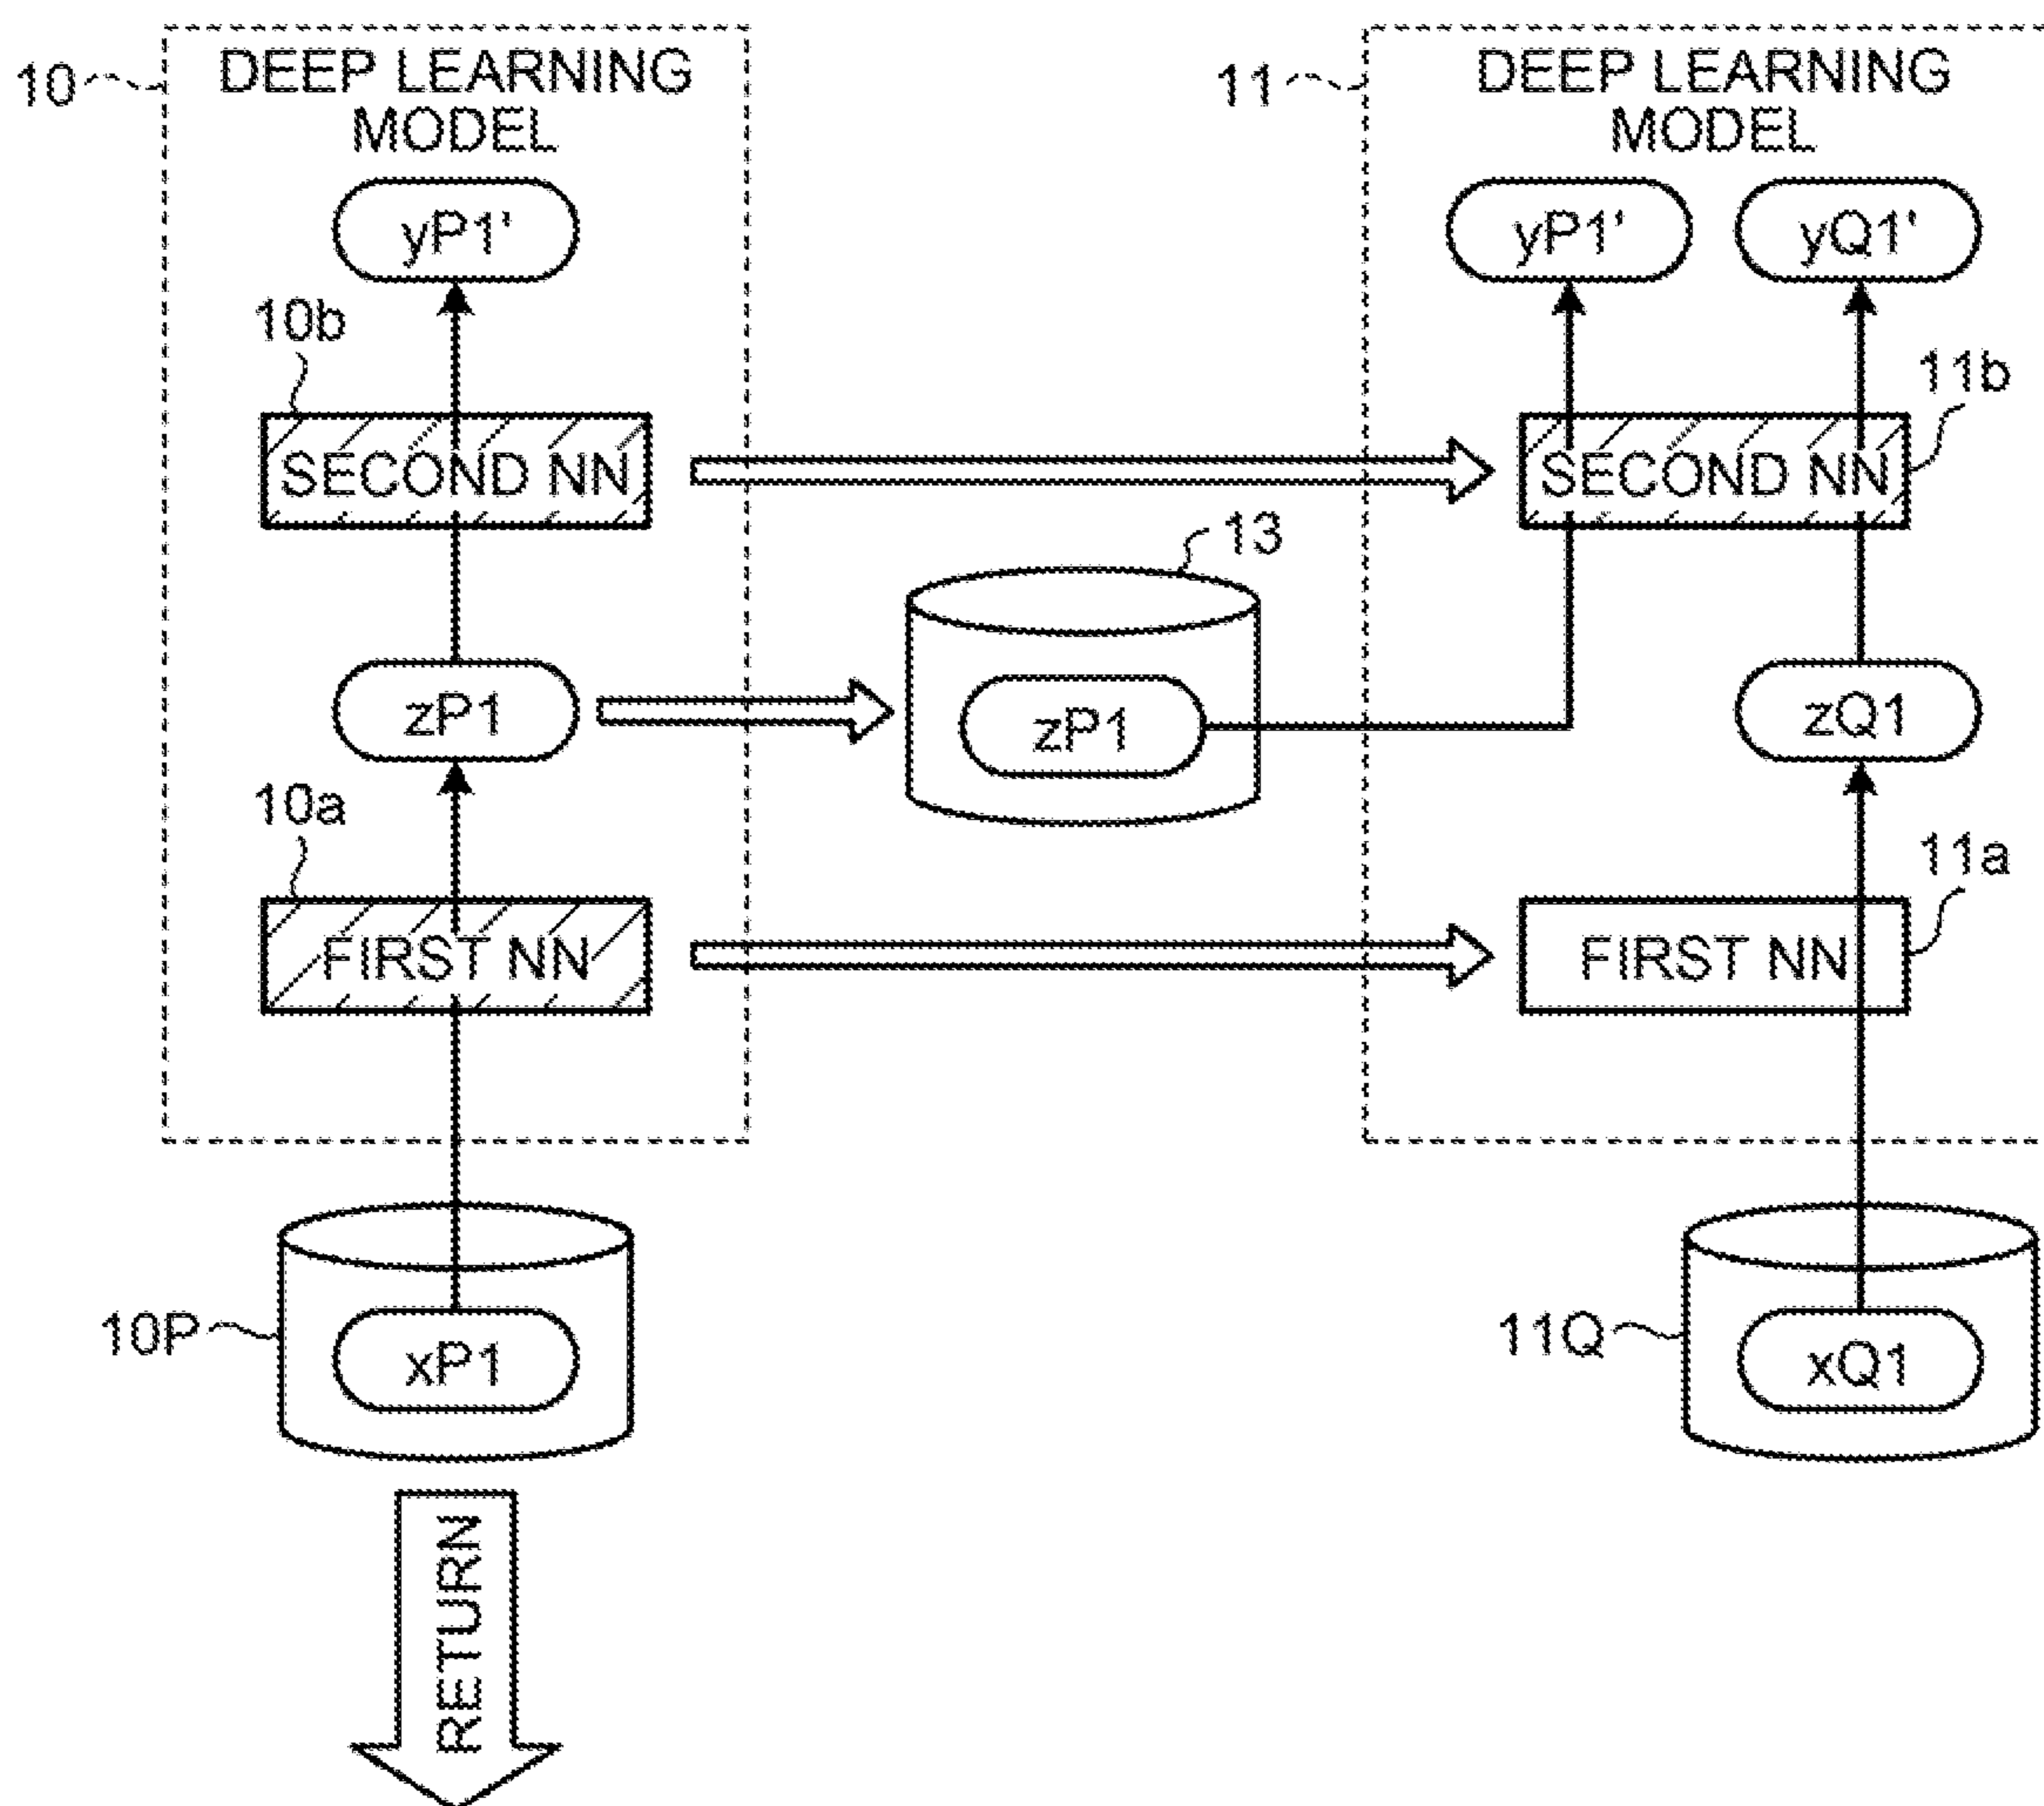 10
DEEP LEARNING
MODEL
yP1'
10b
SECOND NN
zP1
10a
FIRST NN
10P
xP1
RETURN
13
zP1
11
DEEP LEARNING
MODEL
yP1'
yQ1'
11b
SECOND NN
zQ1
11a
FIRST NN
11Q
xQ1